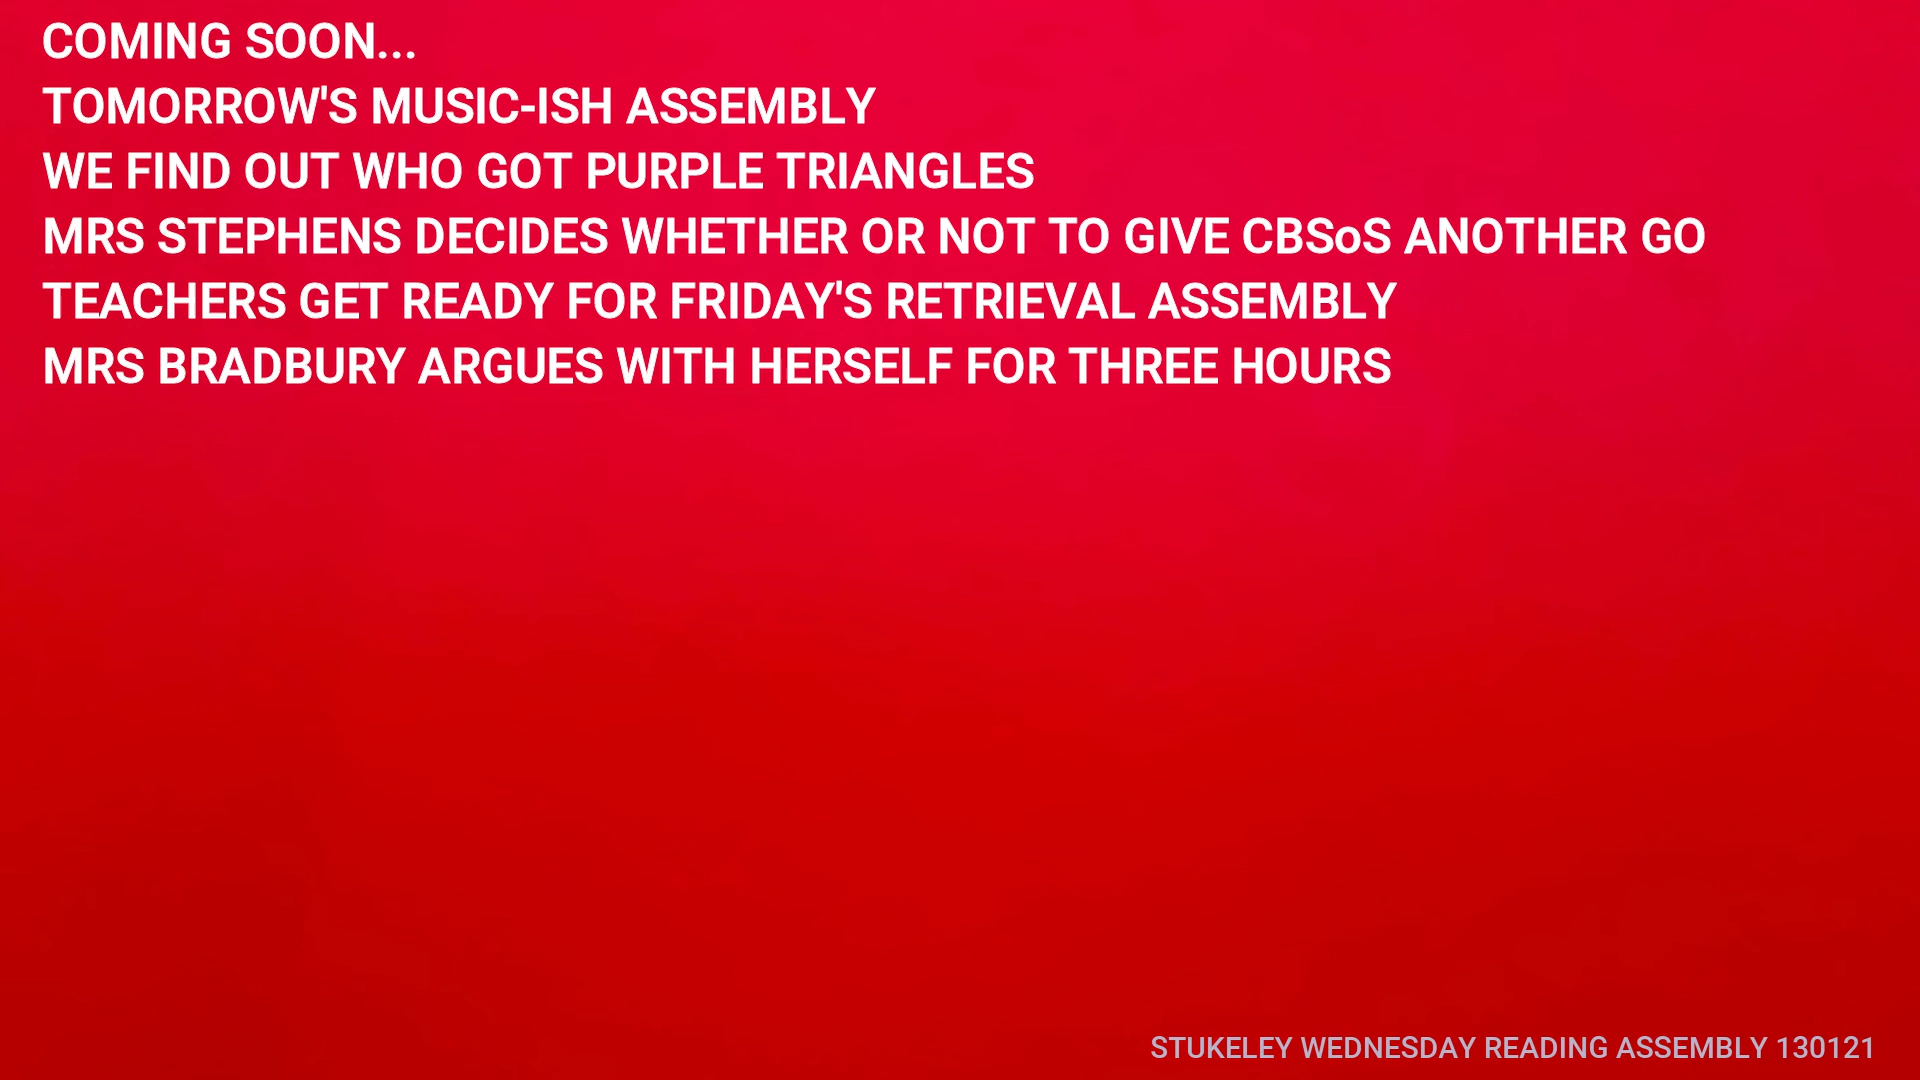 COMING SOON...
TOMORROW'S MUSIC-ISH ASSEMBLY
WE FIND OUT WHO GOT PURPLE TRIANGLES
MRS STEPHENS DECIDES WHETHER OR NOT TO GIVE CBSoS ANOTHER GO
TEACHERS GET READY FOR FRIDAY'S RETRIEVAL ASSEMBLY
MRS BRADBURY ARGUES WITH HERSELF FOR THREE HOURS
STUKELEY WEDNESDAY READING ASSEMBLY 130121